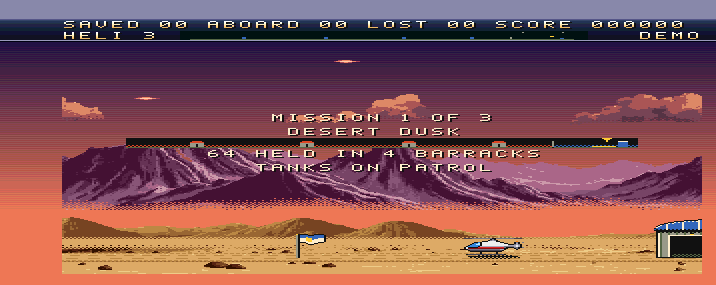 SAVED 00 ABOARD 00 LOST 00 SCORE 000000
HELI 3 DEMO
MISSION 1 OF 3
DESERT DUSK
64 HELD IN 4 BARRACKS
TANKS ON PATROL